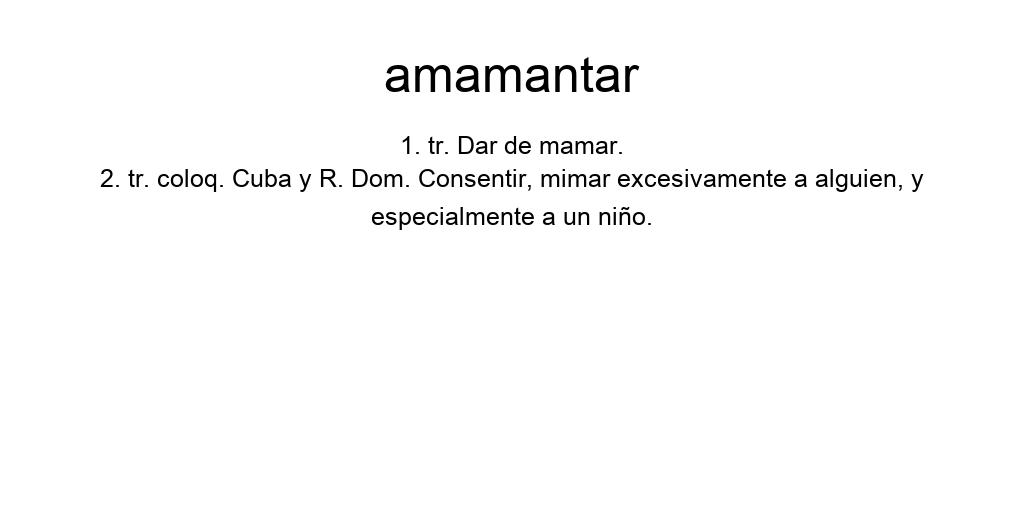 amamantar
1. tr. Dar de mamar.
2. tr. coloq. Cuba y R. Dom. Consentir, mimar excesivamente a alguien, y
especialmente a un niño.